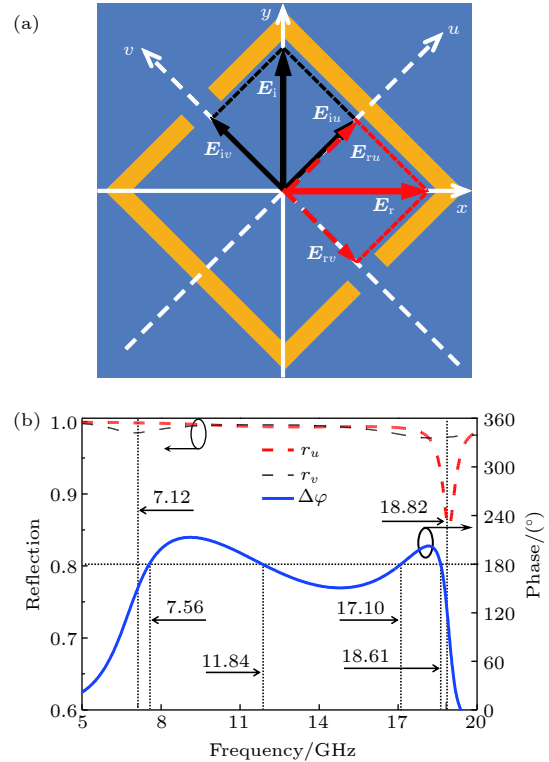 (a)
y
u
v
E_i
E_iu
E_iv
E_ru
E_r
x
E_rv
(b)
1.0
0.9
0.8
0.7
0.6
Reflection
360
300
240
180
120
60
0
Phase/(°)
r_u
r_v
Δφ
7.12
18.82
7.56
17.10
11.84
18.61
5
8
11
14
17
20
Frequency/GHz